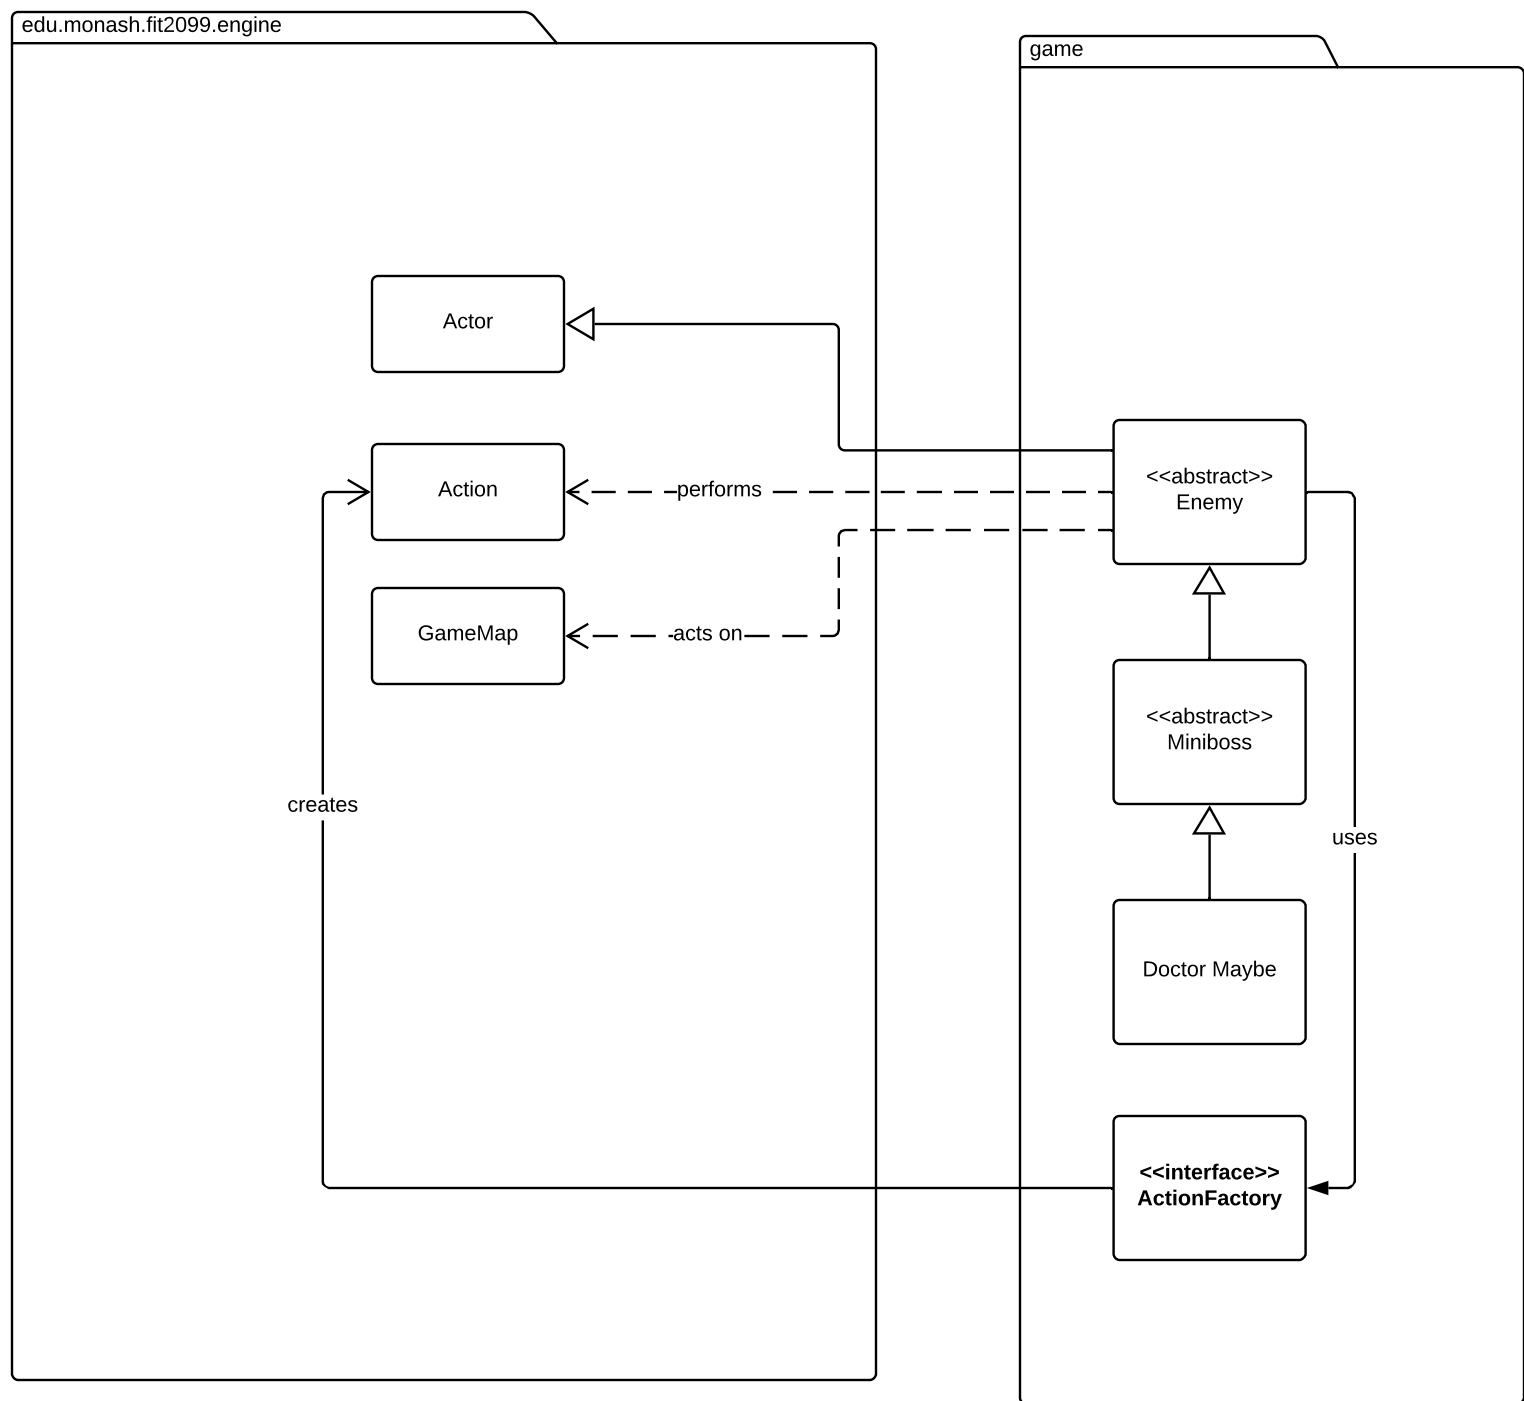 edu.monash.fit2099.engine
game
Actor
Action
performs
<<abstract>>
Enemy
GameMap
acts on
<<abstract>>
Miniboss
creates
uses
Doctor Maybe
<<interface>>
ActionFactory